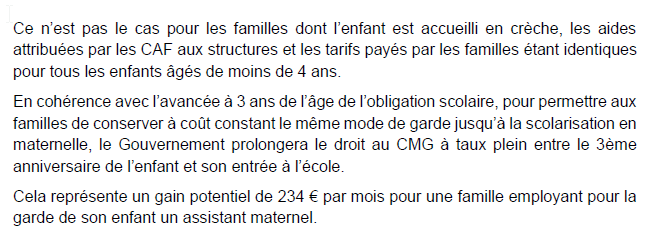 Ce n’est pas le cas pour les familles dont l’enfant est accueilli en crèche, les aides
attribuées par les CAF aux structures et les tarifs payés par les familles étant identiques
pour tous les enfants âgés de moins de 4 ans.
En cohérence avec l’avancée à 3 ans de l’âge de l’obligation scolaire, pour permettre aux
familles de conserver à coût constant le même mode de garde jusqu’à la scolarisation en
maternelle, le Gouvernement prolongera le droit au CMG à taux plein entre le 3ème
anniversaire de l’enfant et son entrée à l’école.
Cela représente un gain potentiel de 234 € par mois pour une famille employant pour la
garde de son enfant un assistant maternel.